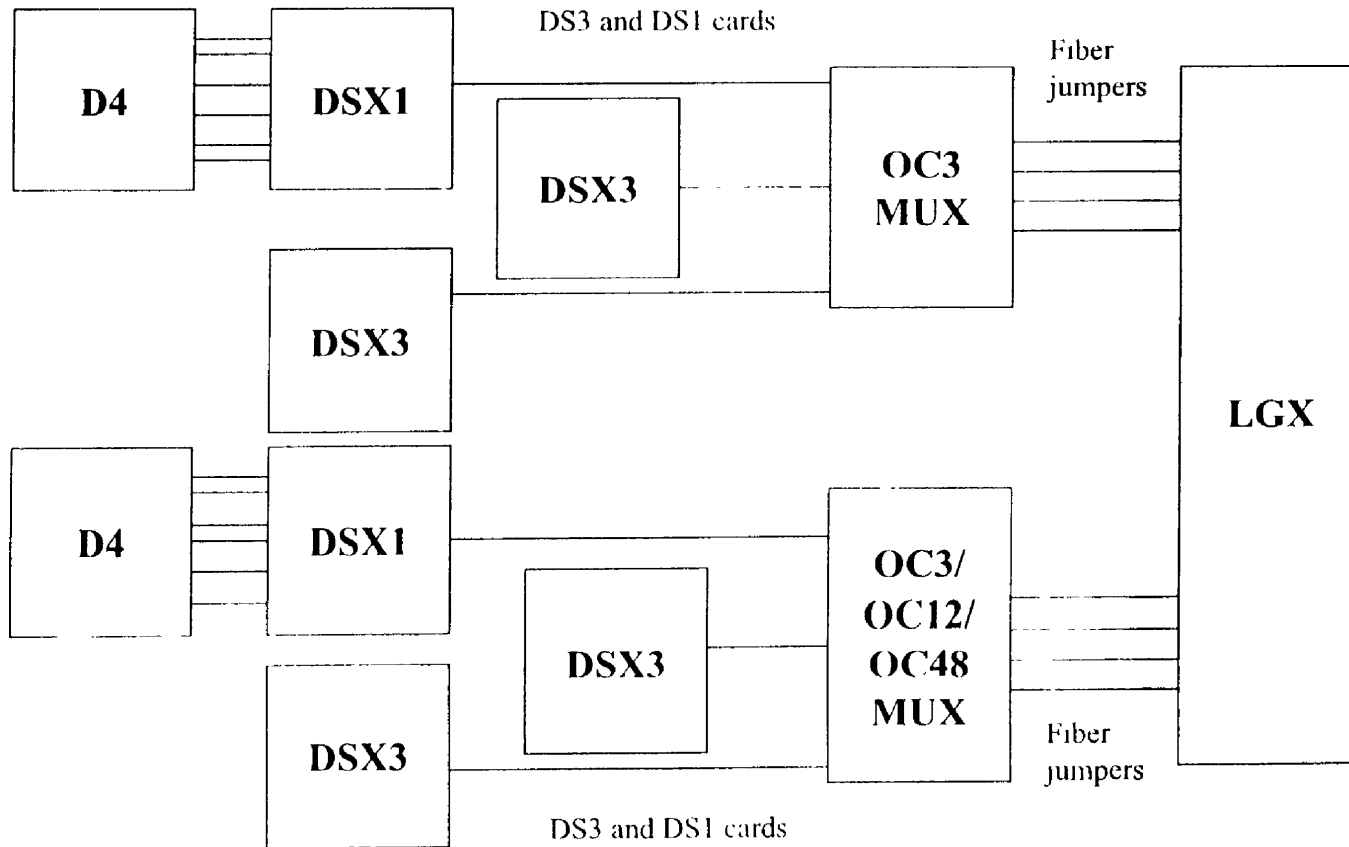 DS3 and DS1 cards
Fiber
jumpers
D4
DSX1
DSX3
OC3
MUX
DSX3
LGX
D4
DSX1
OC3/
OC12/
OC48
MUX
DSX3
DSX3
Fiber
jumpers
DS3 and DS1 cards